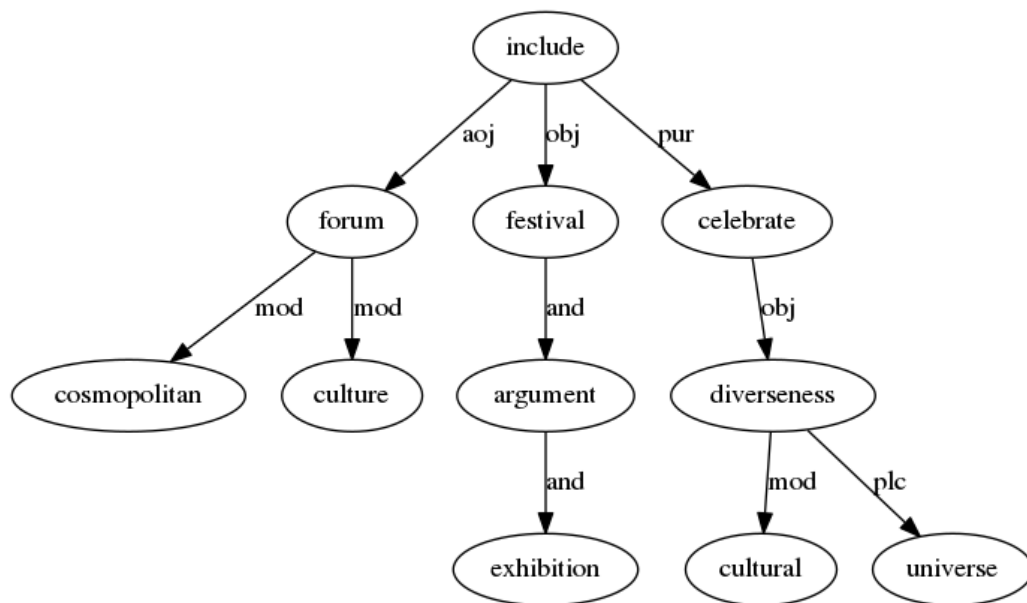 include
aoj obj pur
forum festival celebrate
mod mod and obj
cosmopolitan culture argument diverseness
and mod plc
exhibition cultural universe